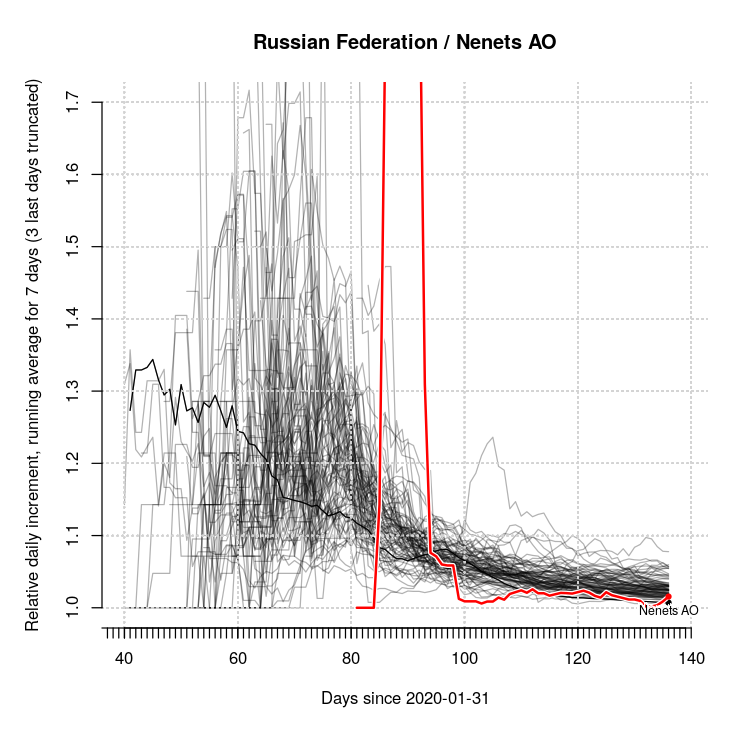 Russian Federation / Nenets AO
Relative daily increment, running average for 7 days (3 last days truncated)
1.7
1.6
1.5
1.4
1.3
1.2
1.1
1.0
Nenets AO
40 60 80 100 120 140
Days since 2020-01-31